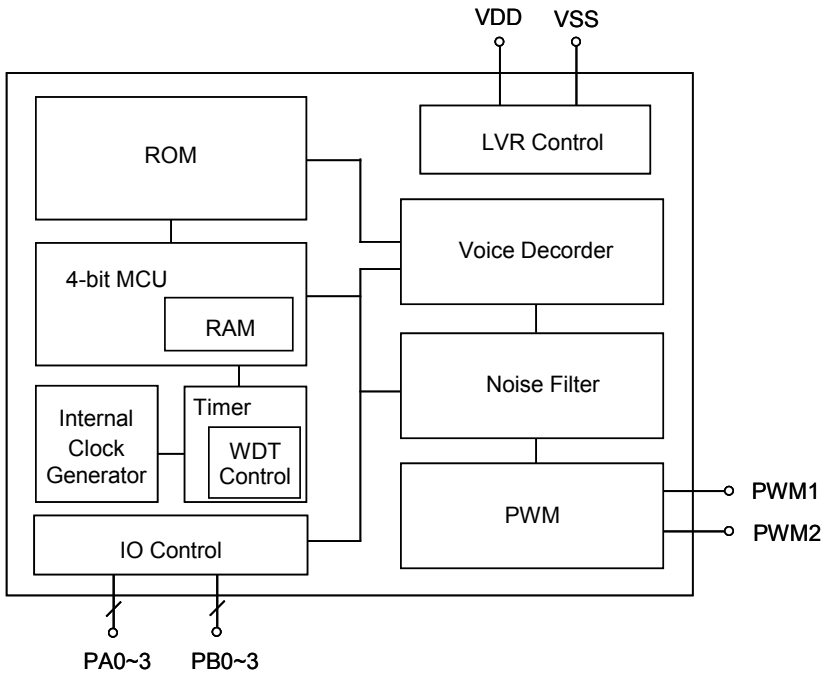 VDD VSS
ROM
LVR Control
4-bit MCU
RAM
Voice Decorder
Noise Filter
Internal
Clock
Generator
Timer
WDT
Control
PWM
PWM1
PWM2
IO Control
PA0~3 PB0~3